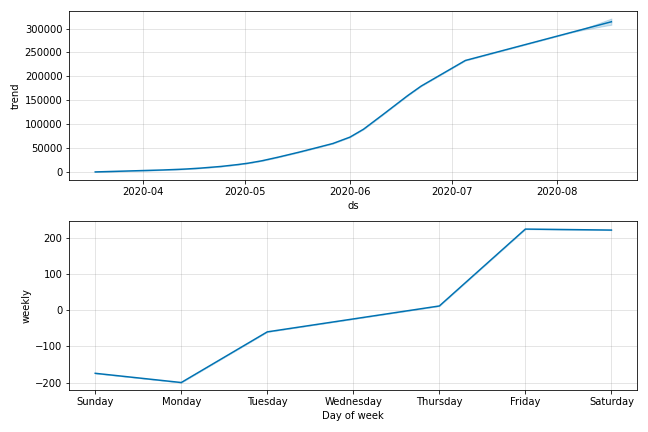 300000
250000
200000
150000
100000
50000
0
trend
2020-04 2020-05 2020-06 2020-07 2020-08
ds
200
100
0
−100
−200
weekly
Sunday Monday Tuesday Wednesday Thursday Friday Saturday
Day of week